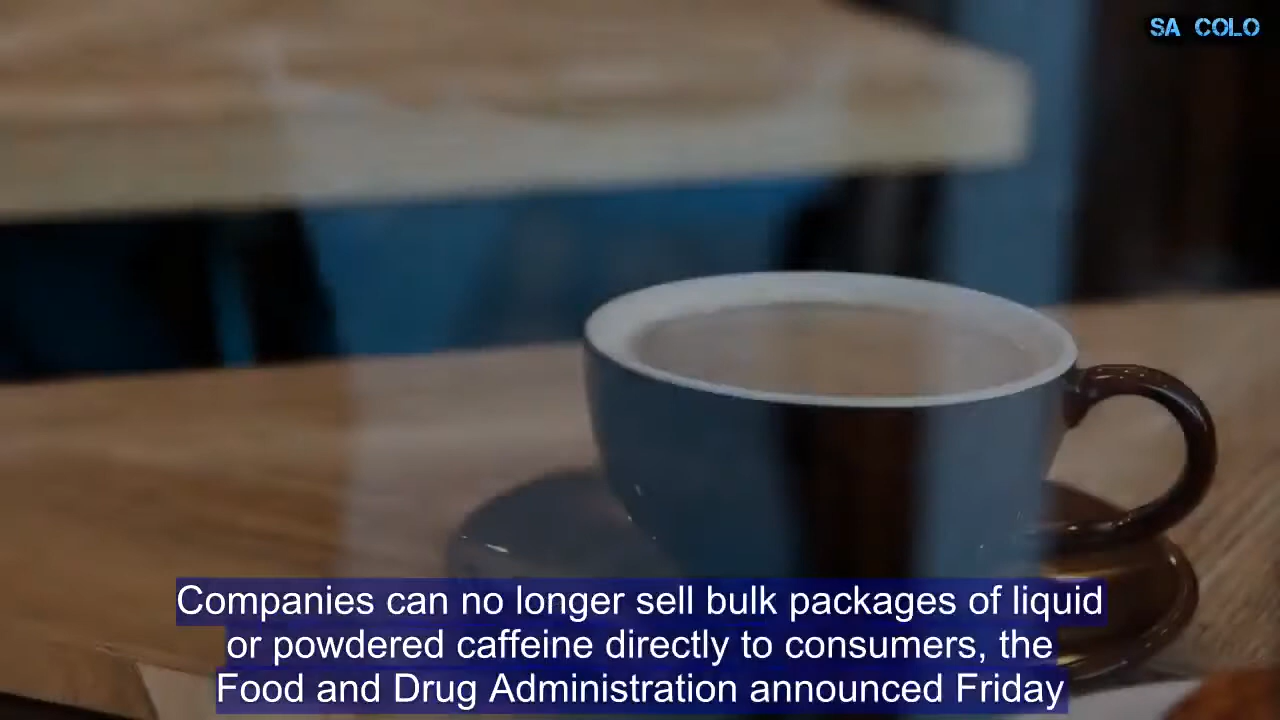 SA COLO
Companies can no longer sell bulk packages of liquid
or powdered caffeine directly to consumers, the
Food and Drug Administration announced Friday